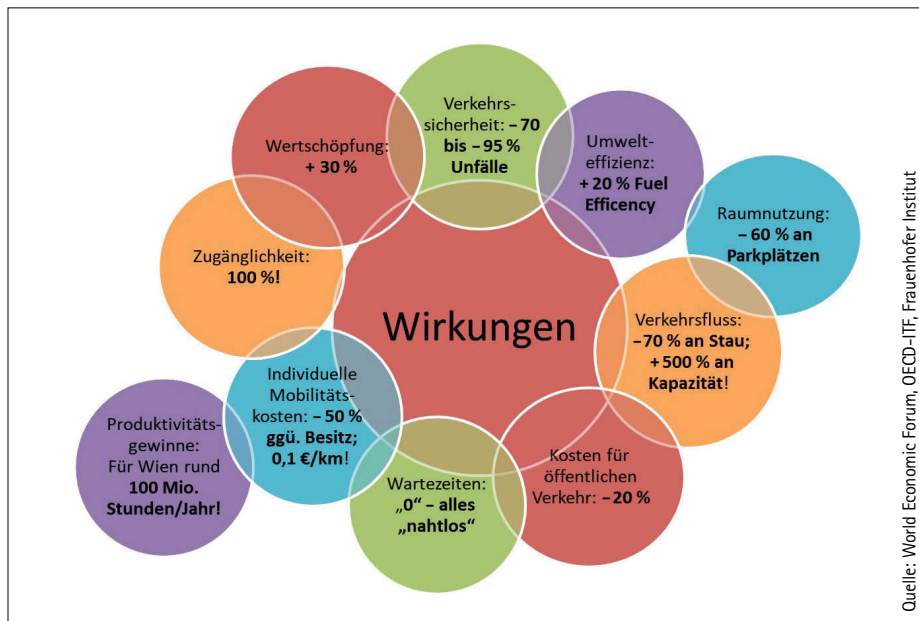 Verkehrs-
sicherheit: – 70
bis – 95 %
Unfälle
Wertschöpfung:
+ 30 %
Umwelt-
effizienz:
+ 20 % Fuel
Efficency
Raumnutzung:
– 60 % an
Parkplätzen
Zugänglichkeit:
100 %!
Wirkungen
Verkehrsfluss:
–70 % an Stau;
+ 500 % an
Kapazität!
Individuelle
Mobilitäts-
kosten: – 50 %
ggü. Besitz;
0,1 €/km!
Produktivitäts-
gewinne:
Für Wien rund
100 Mio.
Stunden/Jahr!
Wartezeiten:
„0“ – alles
„nahtlos“
Kosten für
öffentlichen
Verkehr: – 20 %
Quelle: World Economic Forum, OECD-ITF, Frauenhofer Institut